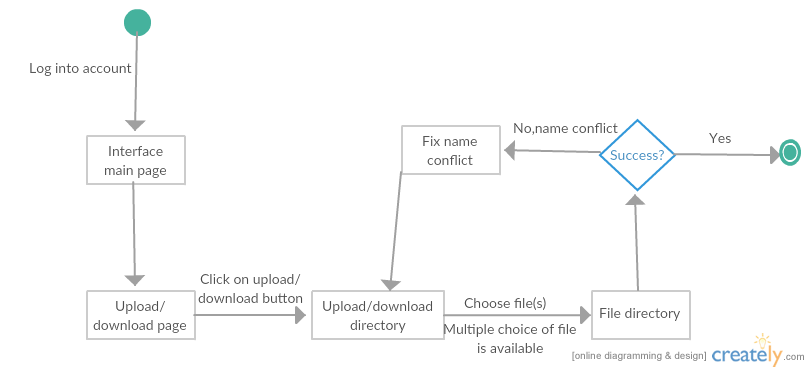 Log into account
Interface
main page
Upload/
download page
Click on upload/
download button
Upload/download
directory
Choose file(s)
Multiple choice of file
is available
File directory
Success?
No,name conflict
Fix name
conflict
Yes
[online diagramming & design]
creately.com